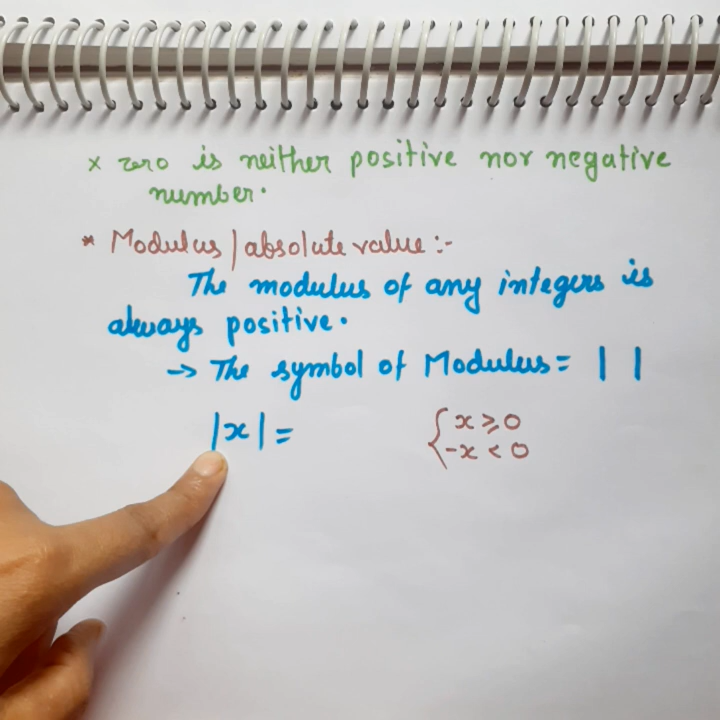 × zero is neither positive nor negative
number.
* Modulus / absolute value :-
The modulus of any integers is
always positive.
→ The symbol of Modulus = | |
|x| = { x ⩾ 0
-x < 0